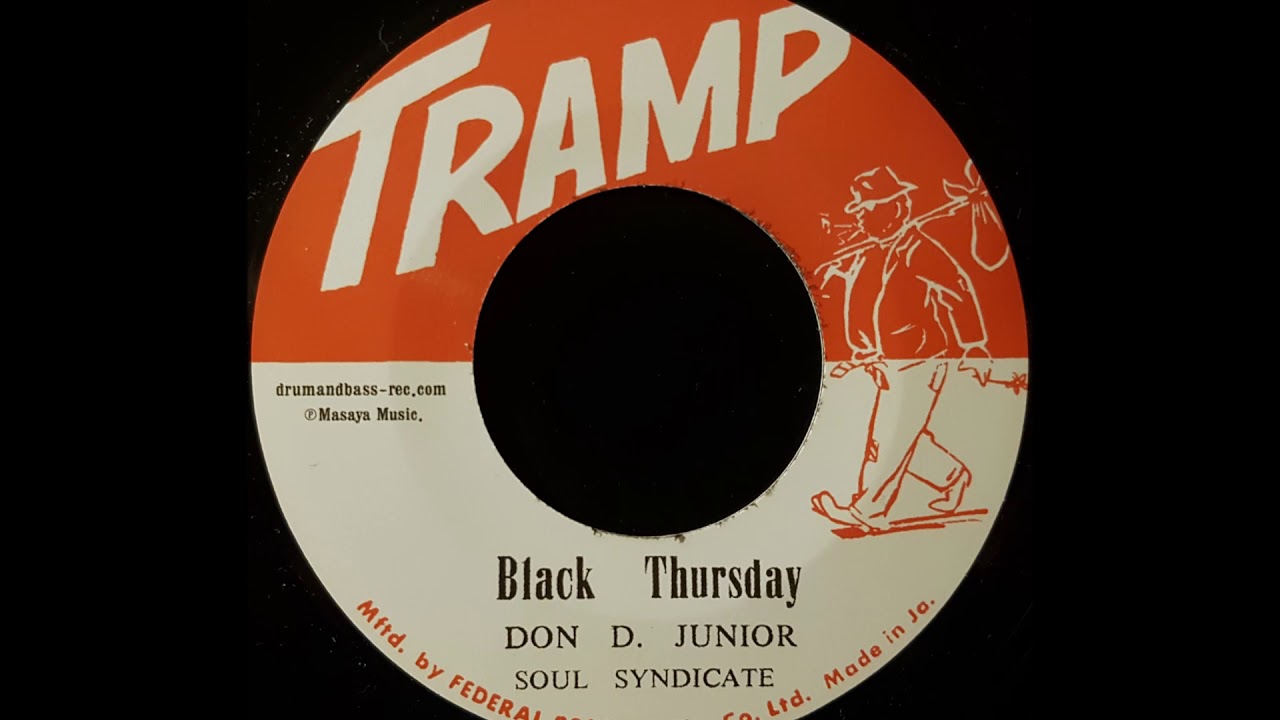 TRAMP
drumandbass-rec.com
℗Masaya Music.
Black Thursday
DON D. JUNIOR
SOUL SYNDICATE
Mftd. by FEDERAL Co. Ltd. Made in Ja.